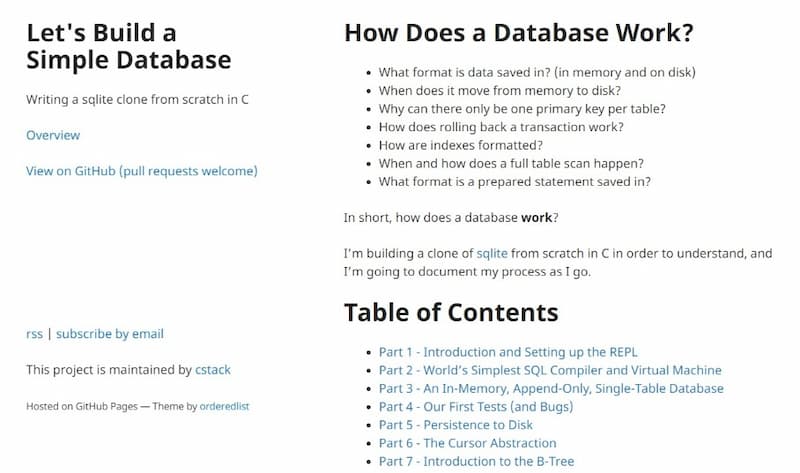 Let's Build a
Simple Database
Writing a sqlite clone from scratch in C
Overview
View on GitHub (pull requests welcome)
rss | subscribe by email
This project is maintained by cstack
Hosted on GitHub Pages — Theme by orderedlist
How Does a Database Work?
• What format is data saved in? (in memory and on disk)
• When does it move from memory to disk?
• Why can there only be one primary key per table?
• How does rolling back a transaction work?
• How are indexes formatted?
• When and how does a full table scan happen?
• What format is a prepared statement saved in?
In short, how does a database work?
I'm building a clone of sqlite from scratch in C in order to understand, and
I'm going to document my process as I go.
Table of Contents
• Part 1 - Introduction and Setting up the REPL
• Part 2 - World's Simplest SQL Compiler and Virtual Machine
• Part 3 - An In-Memory, Append-Only, Single-Table Database
• Part 4 - Our First Tests (and Bugs)
• Part 5 - Persistence to Disk
• Part 6 - The Cursor Abstraction
• Part 7 - Introduction to the B-Tree